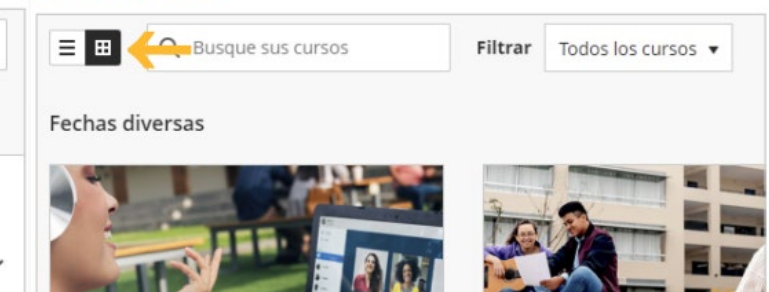 Busque sus cursos
Filtrar
Todos los cursos
Fechas diversas